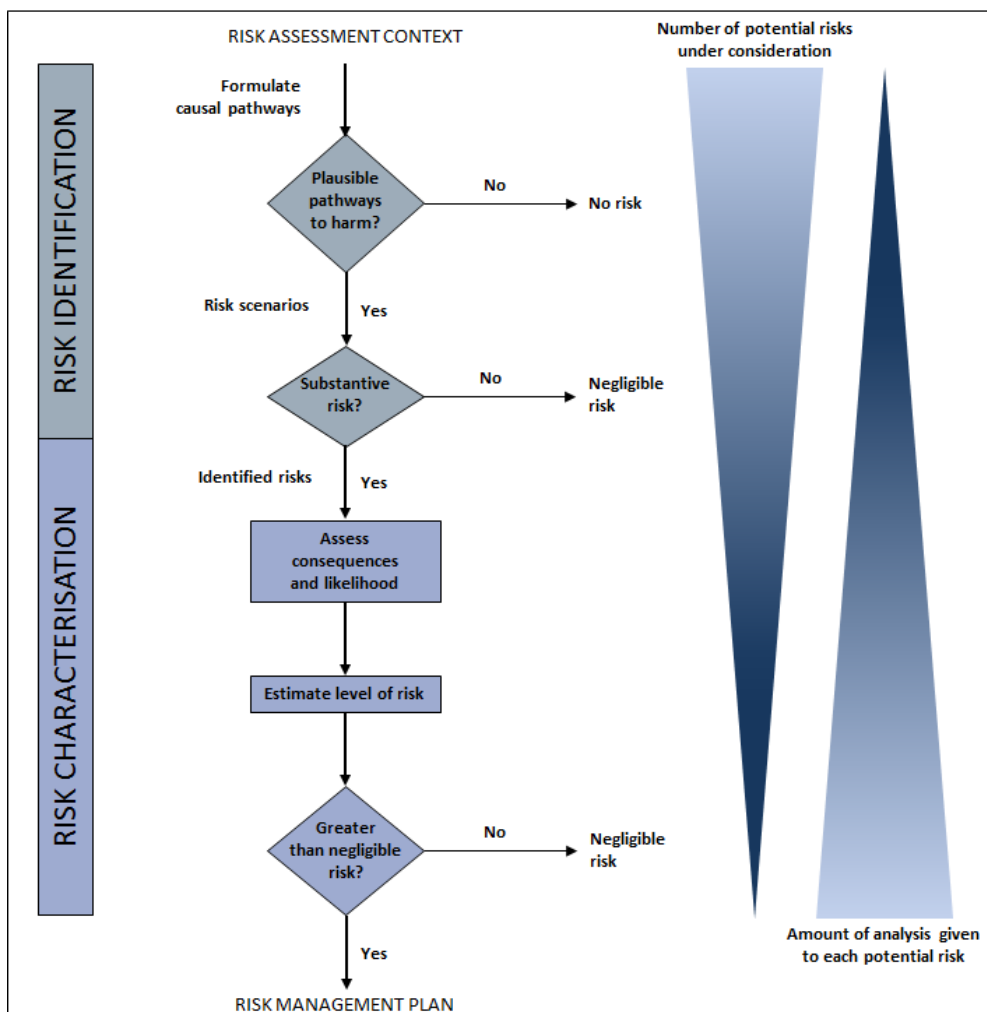 RISK ASSESSMENT CONTEXT
Number of potential risks
under consideration
RISK IDENTIFICATION
Formulate
causal pathways
Plausible
pathways
to harm?
No
No risk
Risk scenarios
Yes
Substantive
risk?
No
Negligible
risk
RISK CHARACTERISATION
Identified risks
Yes
Assess
consequences
and likelihood
Estimate level of risk
Greater
than negligible
risk?
No
Negligible
risk
Yes
Amount of analysis given
to each potential risk
RISK MANAGEMENT PLAN